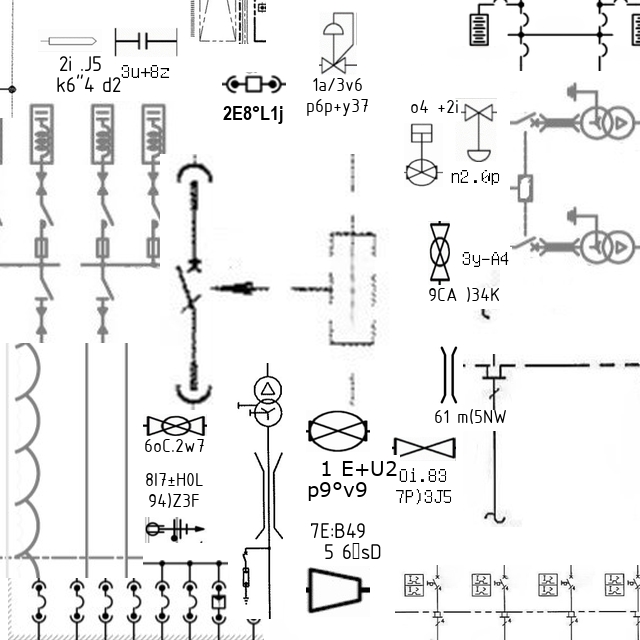 2i .J5
k6"4 d2
3u+8z
2E8°L1j
1a/3v6
p6p+y37
o4 +2i
n2.0p
3y-A4
9CA )34K
61 m(5NW
6oC.2w7
8I7±H0L
94)Z3F
1 E+U2
p9°v9
0i.83
7P)3J5
7E:B49
5 6▯sD